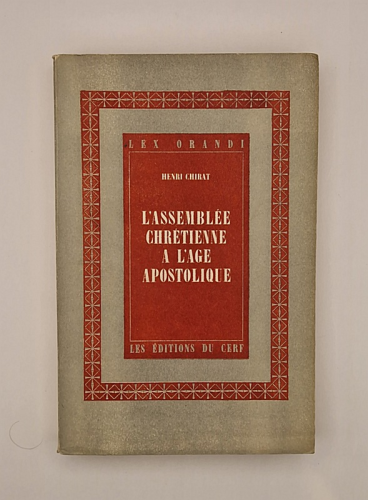 LEX ORANDI
HENRI CHIRAT
L'ASSEMBLÉE
CHRÉTIENNE
A L'AGE
APOSTOLIQUE
LES ÉDITIONS DU CERF